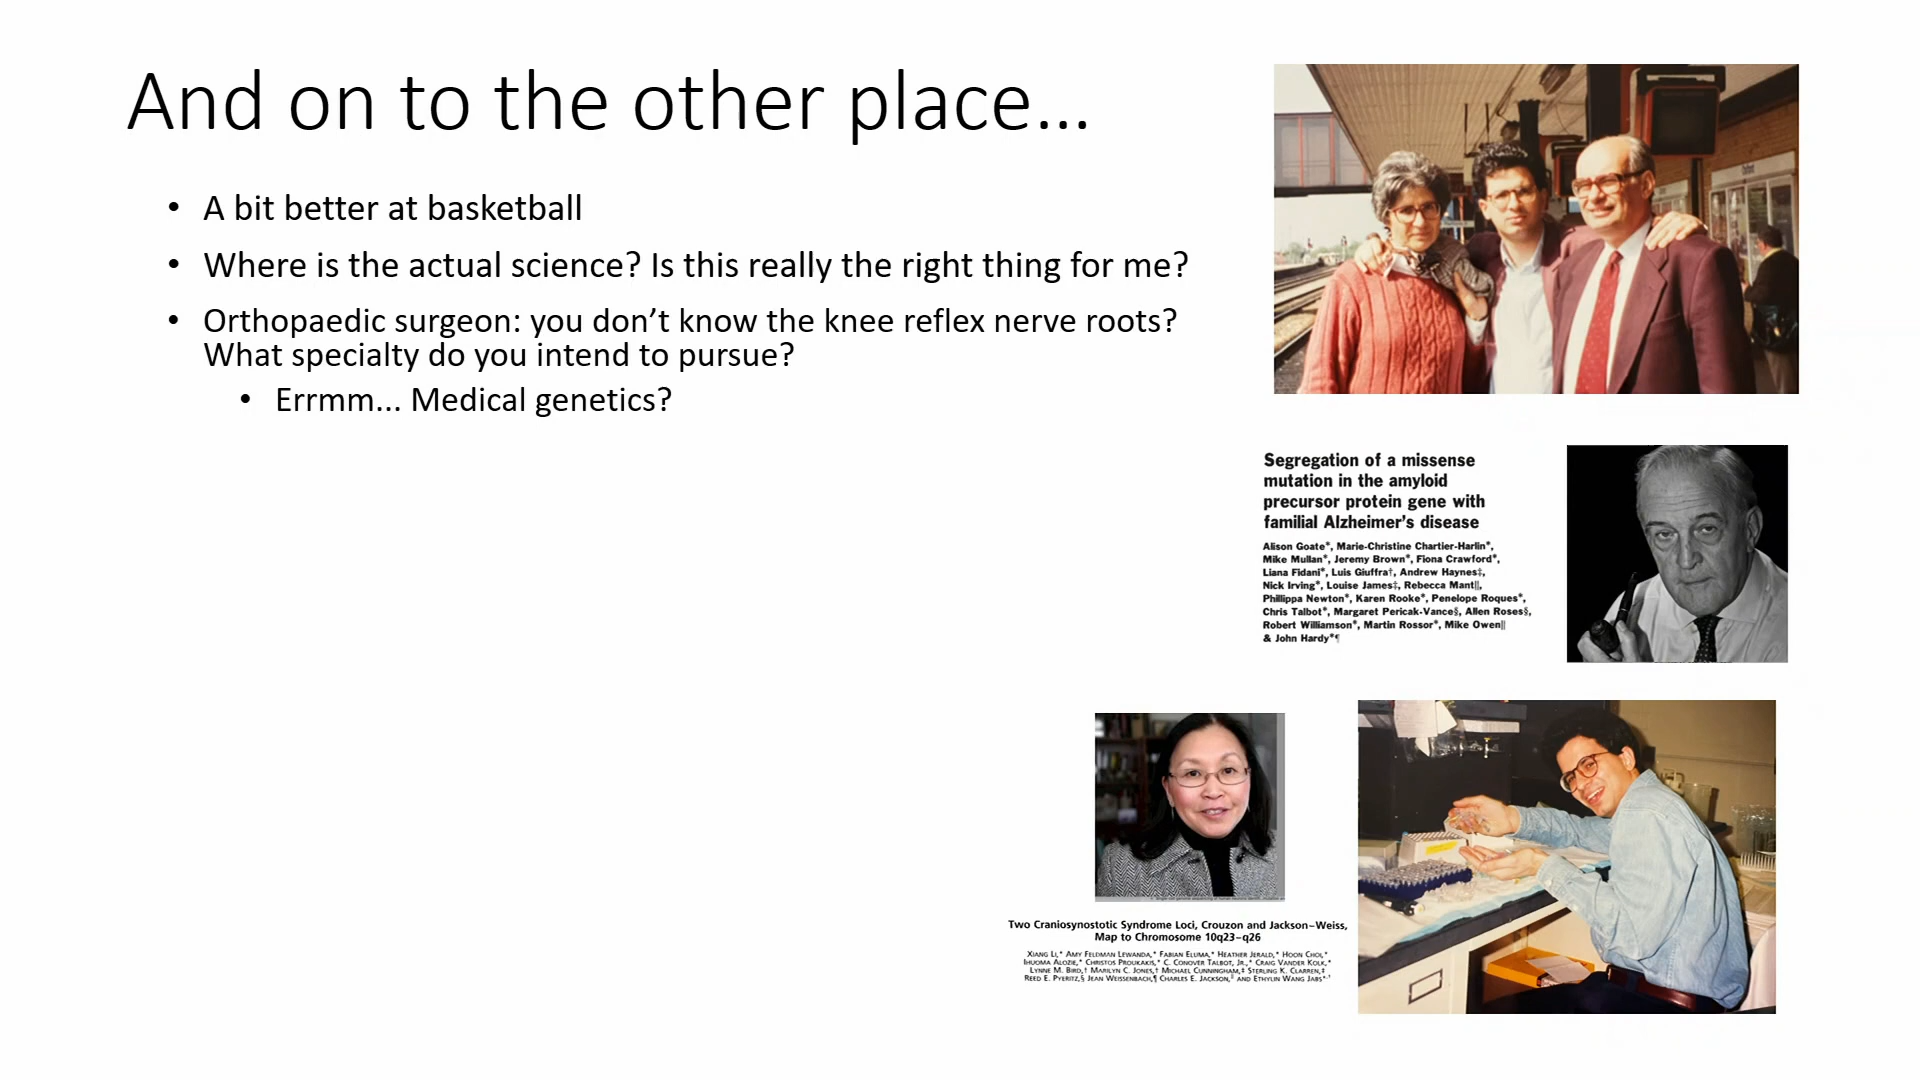 And on to the other place...
• A bit better at basketball
• Where is the actual science? Is this really the right thing for me?
• Orthopaedic surgeon: you don’t know the knee reflex nerve roots?
What specialty do you intend to pursue?
• Errmm... Medical genetics?
Segregation of a missense
mutation in the amyloid
precursor protein gene with
familial Alzheimer’s disease
Alison Goate*, Marie-Christine Chartier-Harlin*,
Mike Mullan*, Jeremy Brown*, Fiona Crawford*,
Liana Fidani*, Luis Giuffra†, Andrew Haynes‡,
Nick Irving*, Louise James‡, Rebecca Mant||,
Phillippa Newton*, Karen Rooke*, Penelope Roques*,
Chris Talbot*, Margaret Pericak-Vance§, Allen Roses§,
Robert Williamson*, Martin Rossor*, Mike Owen||
& John Hardy*¶
Two Craniosynostotic Syndrome Loci, Crouzon and Jackson–Weiss,
Map to Chromosome 10q23–q26
Xiang Li,* Amy Feldman Lewanda,* Fabian Eluma,* Heather Jerald,* Hoon Choi,*
Ihuoma Alozie,* Christos Proukakis,* C. Conover Talbot, Jr.,* Craig Vander Kolk,*
Lynne M. Bird,† Marilyn C. Jones,† Michael Cunningham,‡ Sterling K. Clarren,‡
Reed E. Pyeritz,§ Jean Weissenbach,¶ Charles E. Jackson,|| and Ethylin Wang Jabs*,¹